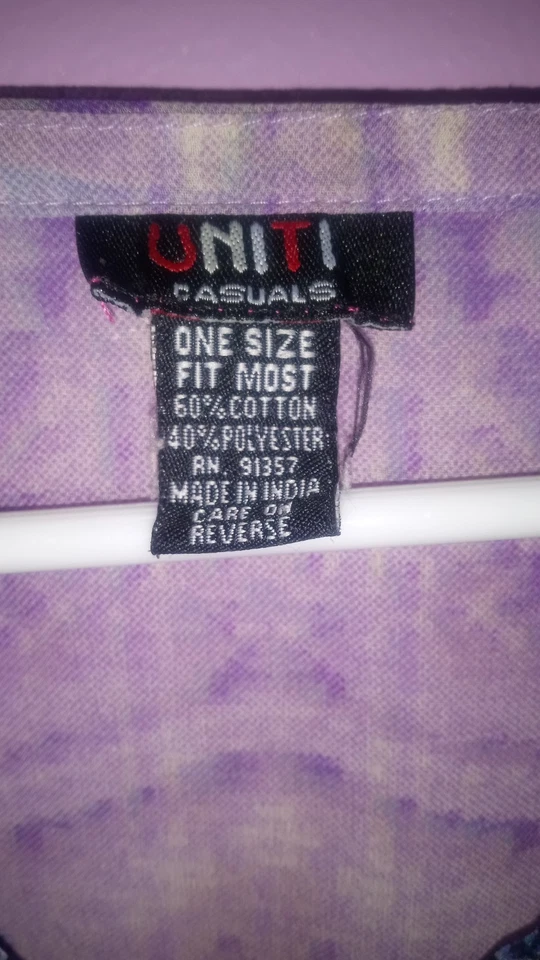 UNITI
CASUALS
ONE SIZE
FIT MOST
60%COTTON
40%POLYESTER
RN. 91357
MADE IN INDIA
CARE ON
REVERSE